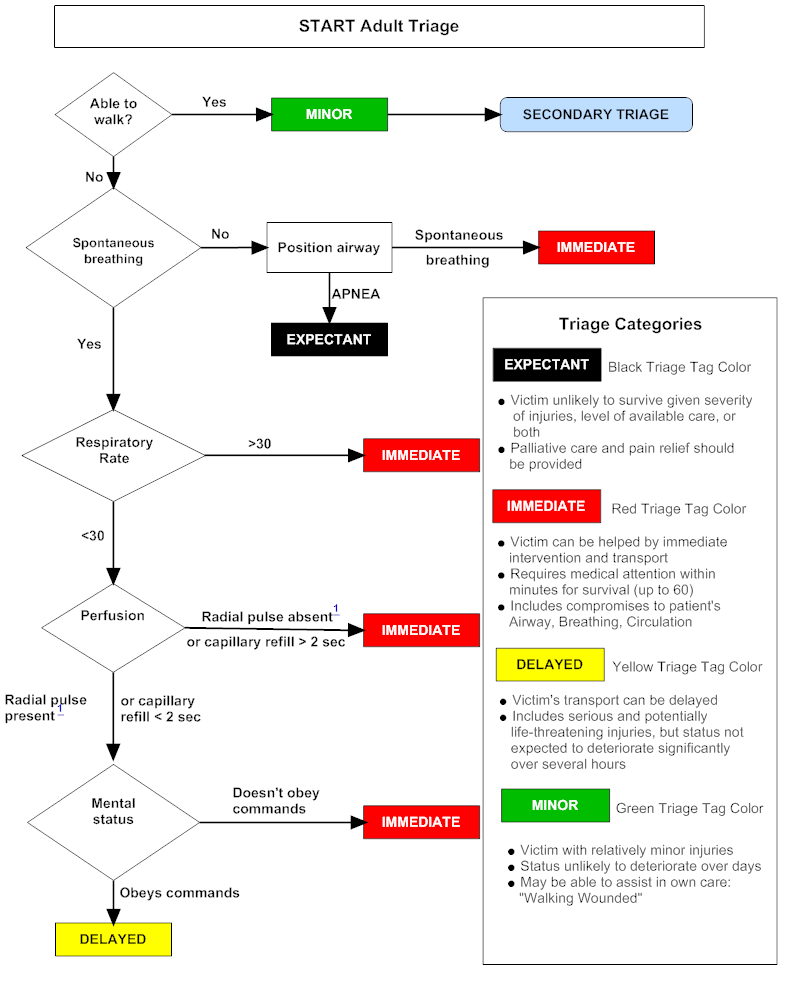 START Adult Triage
Able to
walk?
Yes
MINOR
SECONDARY TRIAGE
No
Spontaneous
breathing
No
Position airway
Spontaneous
breathing
IMMEDIATE
APNEA
EXPECTANT
Yes
Respiratory
Rate
>30
IMMEDIATE
<30
Perfusion
Radial pulse absent 1
or capillary refill > 2 sec
IMMEDIATE
Radial pulse
present 1
or capillary
refill < 2 sec
Mental
status
Doesn't obey
commands
IMMEDIATE
Obeys commands
DELAYED
Triage Categories
EXPECTANT Black Triage Tag Color
● Victim unlikely to survive given severity
of injuries, level of available care, or
both
● Palliative care and pain relief should
be provided
IMMEDIATE Red Triage Tag Color
● Victim can be helped by immediate
intervention and transport
● Requires medical attention within
minutes for survival (up to 60)
● Includes compromises to patient's
Airway, Breathing, Circulation
DELAYED Yellow Triage Tag Color
● Victim's transport can be delayed
● Includes serious and potentially
life-threatening injuries, but status not
expected to deteriorate significantly
over several hours
MINOR Green Triage Tag Color
● Victim with relatively minor injuries
● Status unlikely to deteriorate over days
● May be able to assist in own care:
"Walking Wounded"